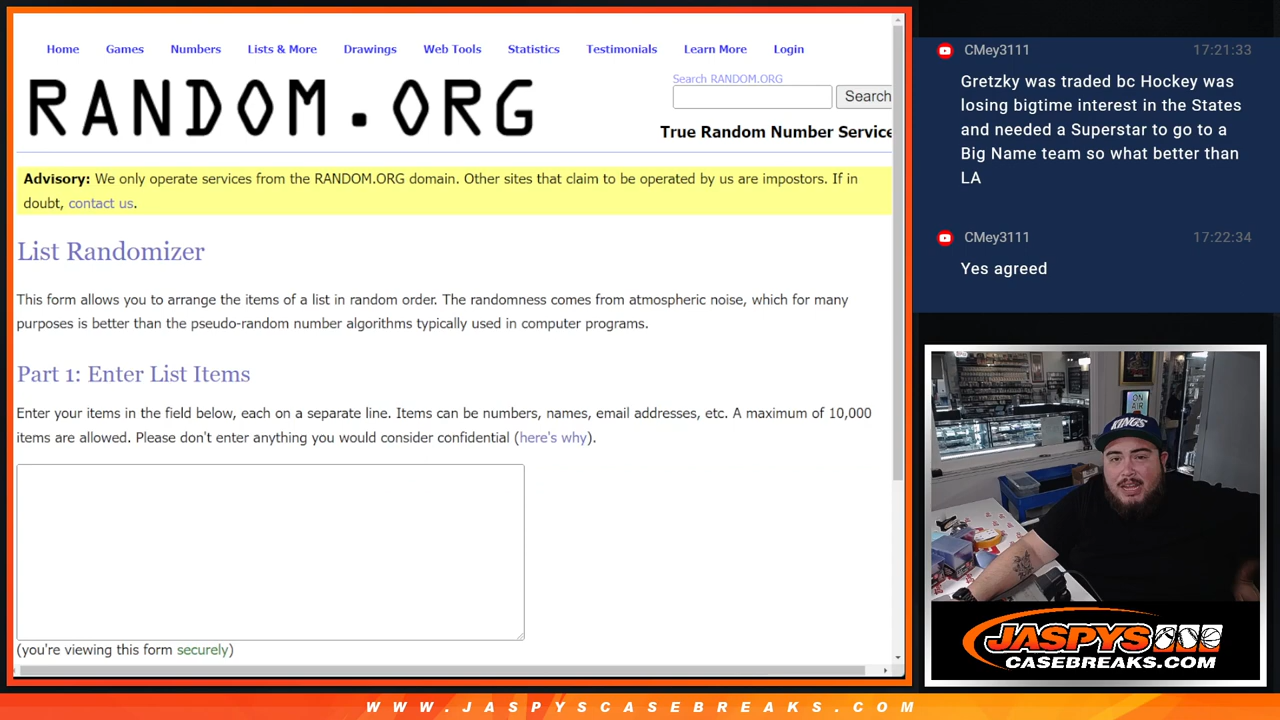 Home Games Numbers Lists & More Drawings Web Tools Statistics Testimonials Learn More Login
RANDOM.ORG
Search RANDOM.ORG
Search
True Random Number Service
Advisory: We only operate services from the RANDOM.ORG domain. Other sites that claim to be operated by us are impostors. If in
doubt, contact us.
List Randomizer
This form allows you to arrange the items of a list in random order. The randomness comes from atmospheric noise, which for many
purposes is better than the pseudo-random number algorithms typically used in computer programs.
Part 1: Enter List Items
Enter your items in the field below, each on a separate line. Items can be numbers, names, email addresses, etc. A maximum of 10,000
items are allowed. Please don't enter anything you would consider confidential (here's why).
(you're viewing this form securely)
CMey3111 17:21:33
Gretzky was traded bc Hockey was
losing bigtime interest in the States
and needed a Superstar to go to a
Big Name team so what better than
LA
CMey3111 17:22:34
Yes agreed
ON
AIR
KINGS
JASPYS
CASEBREAKS.COM
WWW.JASPYSCASEBREAKS.COM